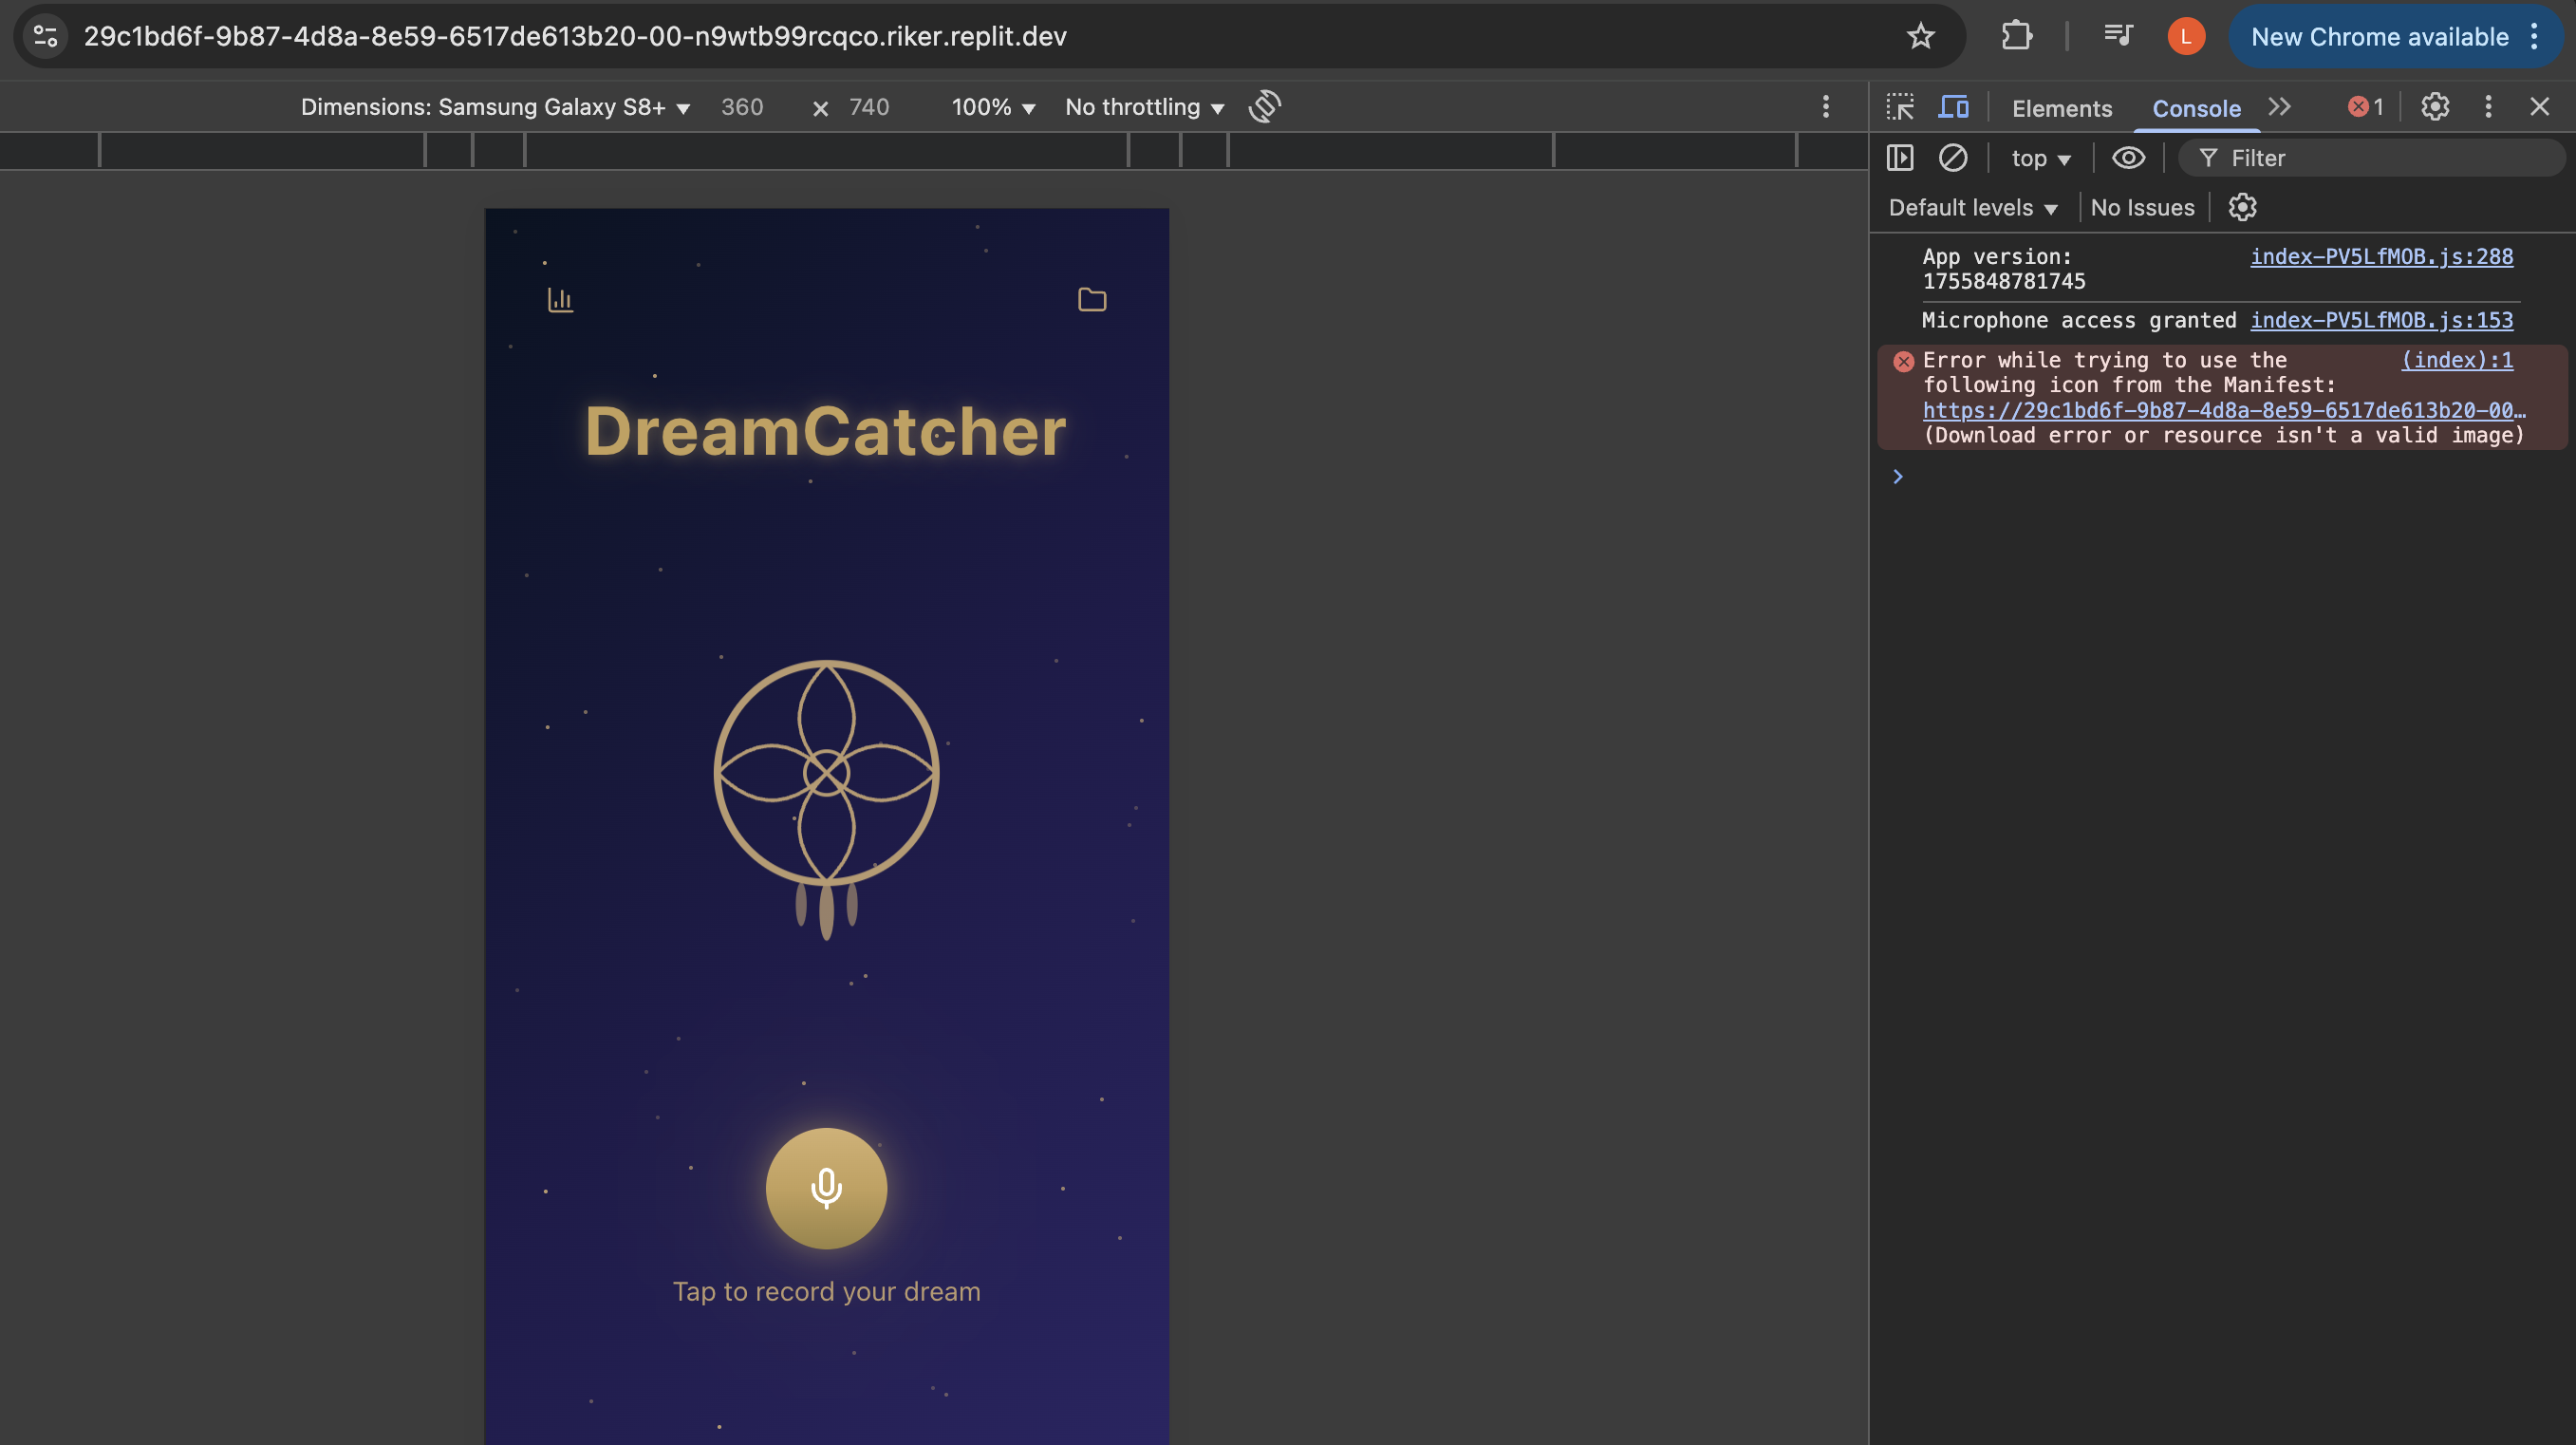 29c1bd6f-9b87-4d8a-8e59-6517de613b20-00-n9wtb99rcqco.riker.replit.dev
L
New Chrome available
Dimensions: Samsung Galaxy S8+ 360 × 740 100% No throttling
Elements Console 1
top Filter
Default levels No Issues
App version: index-PV5LfMOB.js:288
1755848781745
Microphone access granted index-PV5LfMOB.js:153
Error while trying to use the (index):1
following icon from the Manifest:
https://29c1bd6f-9b87-4d8a-8e59-6517de613b20-00…
(Download error or resource isn't a valid image)
DreamCatcher
Tap to record your dream